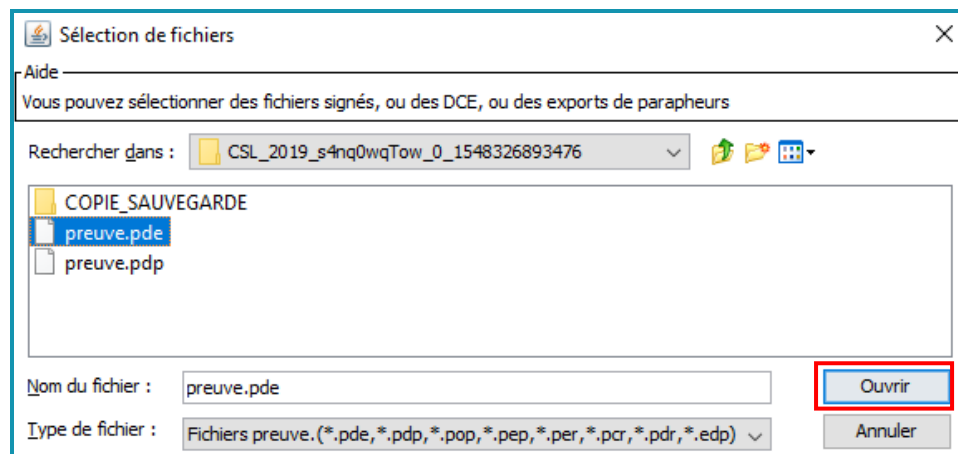 Sélection de fichiers
Aide
Vous pouvez sélectionner des fichiers signés, ou des DCE, ou des exports de parapheurs
Rechercher dans : CSL_2019_s4nq0wqTow_0_1548326893476
COPIE_SAUVEGARDE
preuve.pde
preuve.pdp
Nom du fichier : preuve.pde Ouvrir
Type de fichier : Fichiers preuve.(*.pde,*.pdp,*.pop,*.pep,*.per,*.pcr,*.pdr,*.edp) Annuler